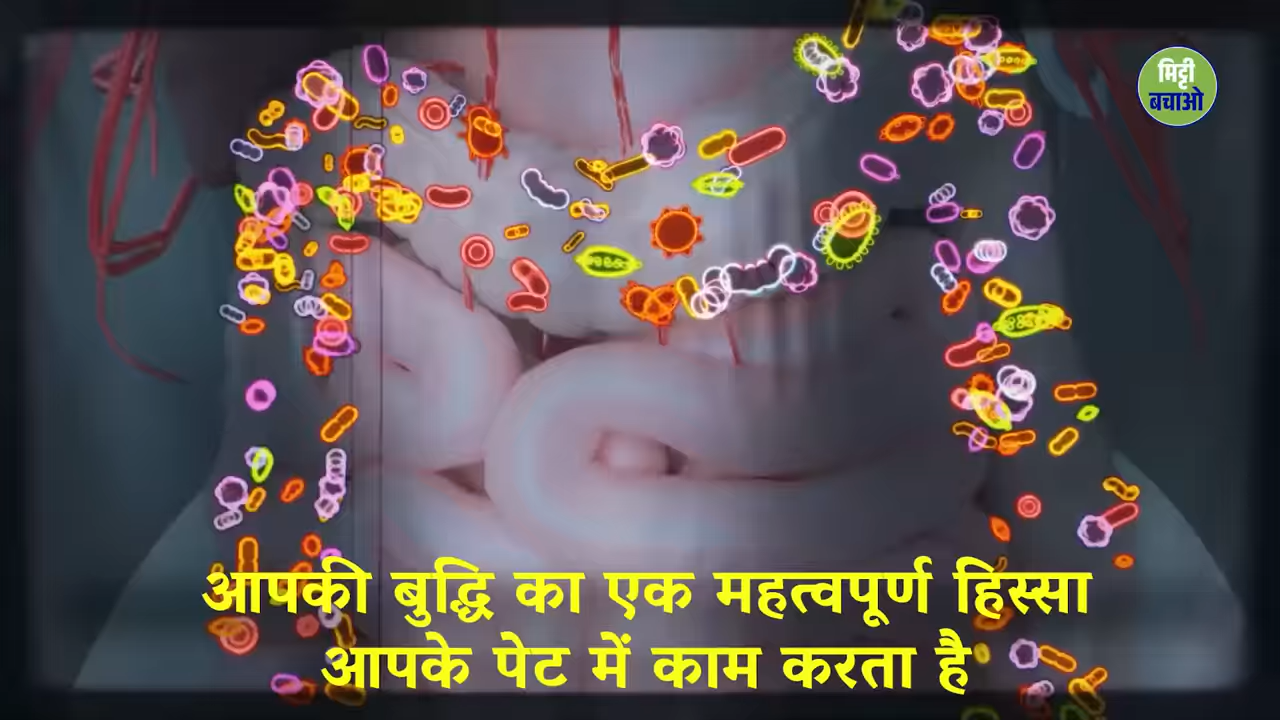 मिट्टी
बचाओ
आपकी बुद्धि का एक महत्वपूर्ण हिस्सा
आपके पेट में काम करता है